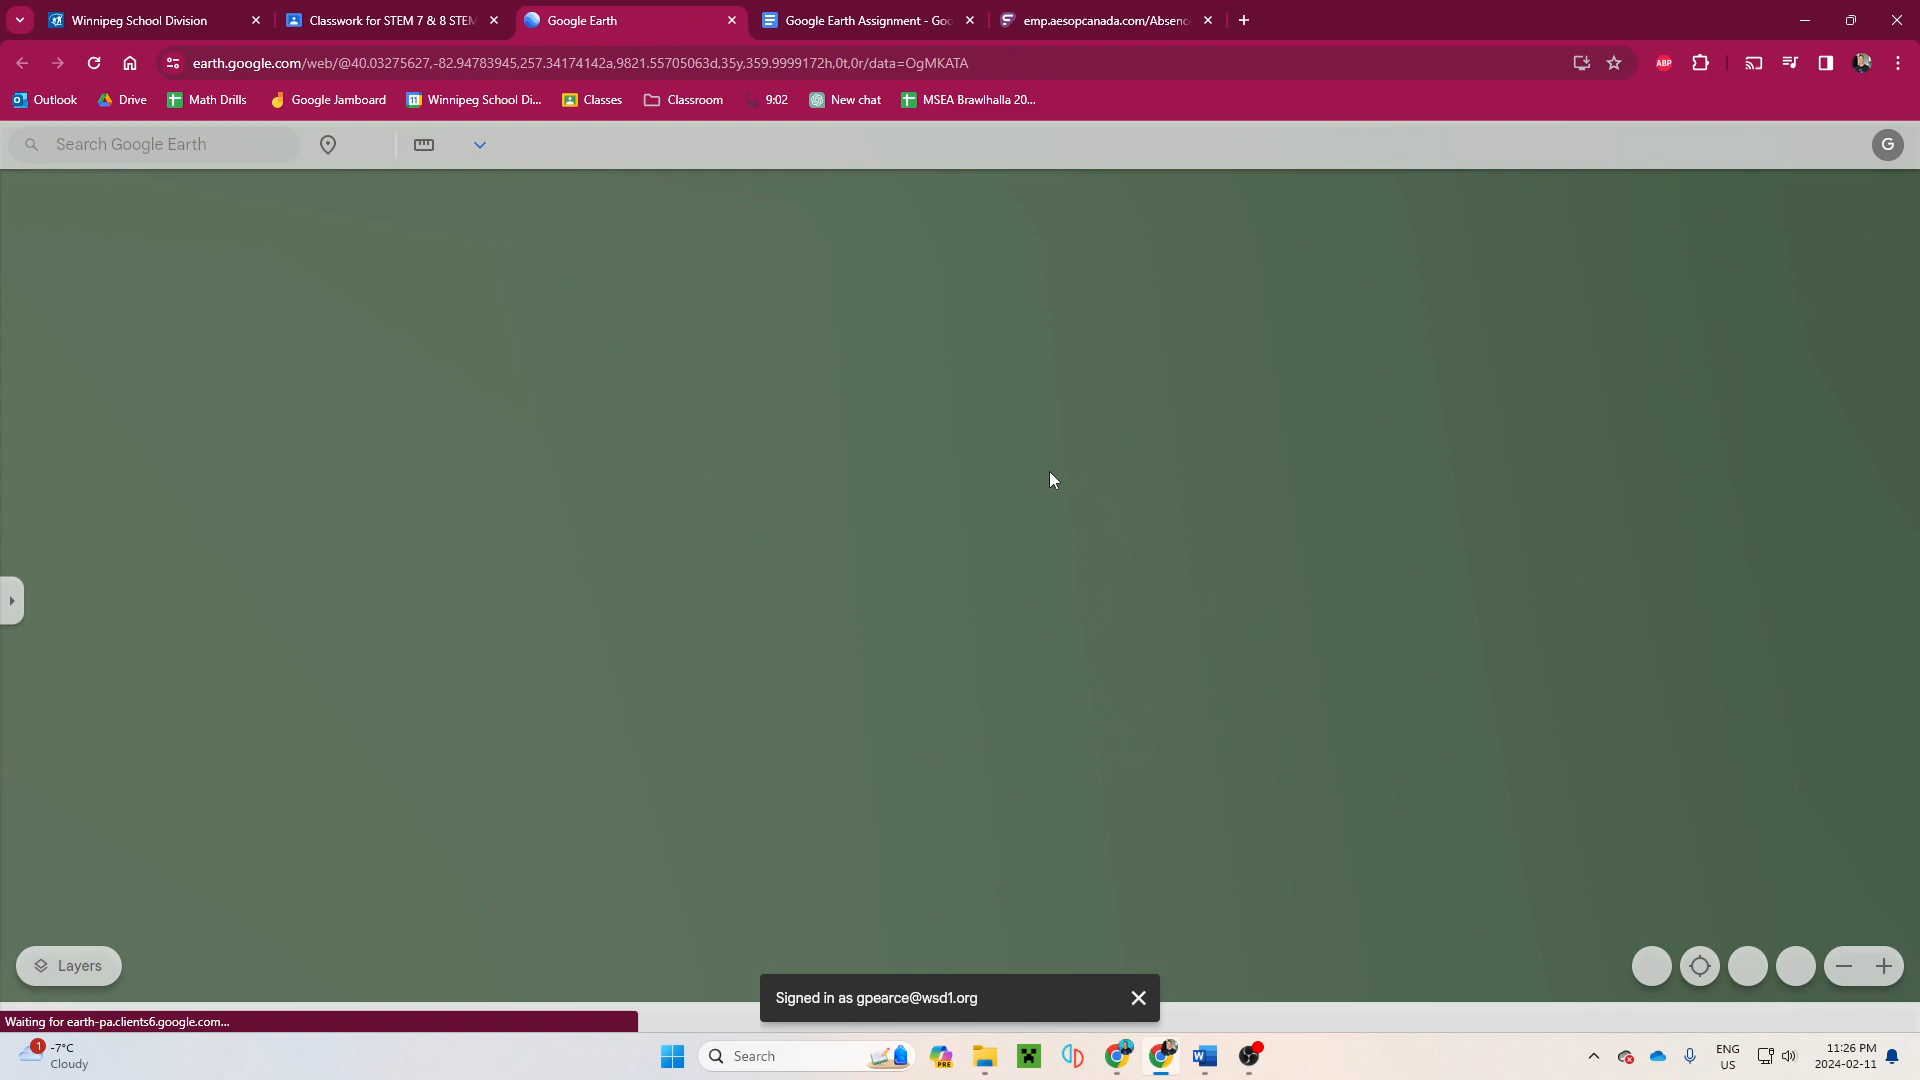 Winnipeg School Division
Classwork for STEM 7 & 8 STEM
Google Earth
Google Earth Assignment - Goo
emp.aesopcanada.com/Absenc
earth.google.com/web/@40.03275627,-82.94783945,257.34174142a,9821.55705063d,35y,359.9999172h,0t,0r/data=OgMKATA
ABP
Outlook
Drive
Math Drills
Google Jamboard
Winnipeg School Di...
Classes
Classroom
9:02
New chat
MSEA Brawlhalla 20...
Search Google Earth
G
Layers
Signed in as gpearce@wsd1.org
Waiting for earth-pa.clients6.google.com...
1
-7°C
Cloudy
Search
PRE
ENG
US
11:26 PM
2024-02-11